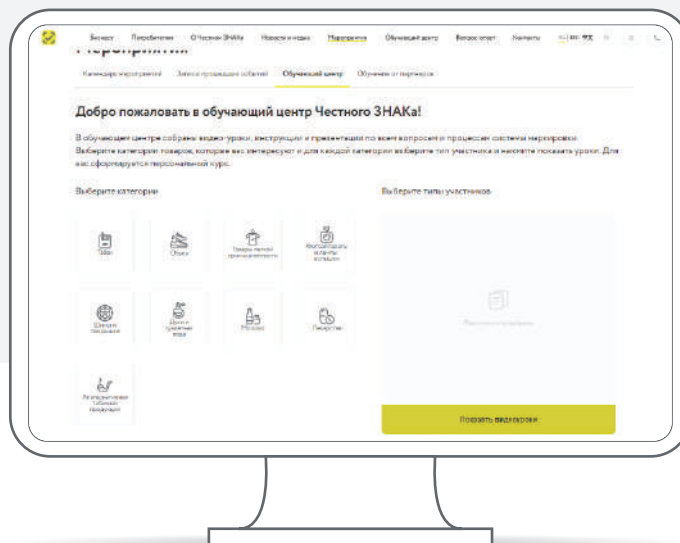 Бизнесу Потребителям О Честном ЗНАКе Новости и медиа Мероприятия Обучающий центр Вопрос-ответ Контакты
Мероприятия
Календарь мероприятий Записи прошедших событий Обучающий центр Обучение от партнеров
Добро пожаловать в обучающий центр Честного ЗНАКа!
В обучающем центре собраны видео-уроки, инструкции и презентации по всем вопросам и процессам системы маркировки.
Выберите категории товаров, которые вас интересуют и для каждой категории выберите тип участника и нажмите показать уроки. Для
вас сформируется персональный курс.
Выберите категории
Выберите типы участников
Табак
Обувь
Товары легкой
промышленности
Фотоаппараты
и лампы-
вспышки
Шины и
покрышки
Духи и
туалетная
вода
Молоко
Лекарства
Альтернативная
табачная
продукция
Показать видеоуроки